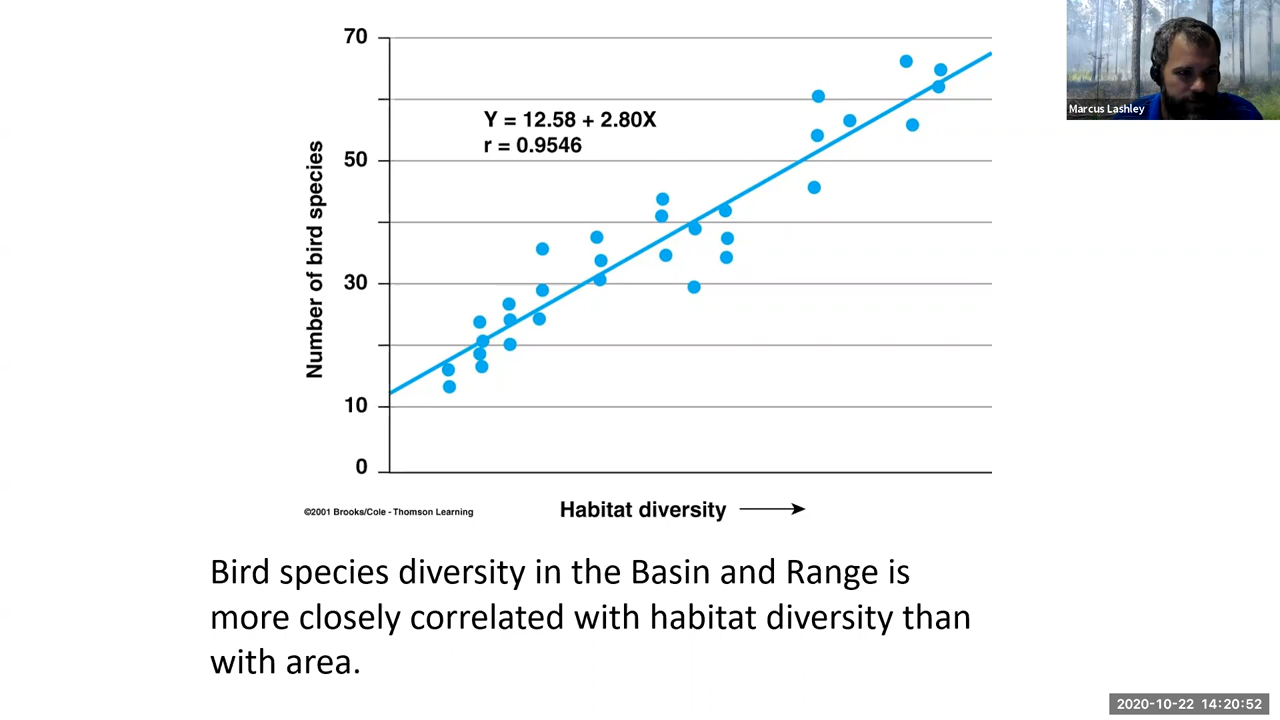 70
50
30
10
0
Number of bird species
Y = 12.58 + 2.80X
r = 0.9546
Marcus Lashley
©2001 Brooks/Cole - Thomson Learning
Habitat diversity
Bird species diversity in the Basin and Range is
more closely correlated with habitat diversity than
with area.
2020-10-22 14:20:52